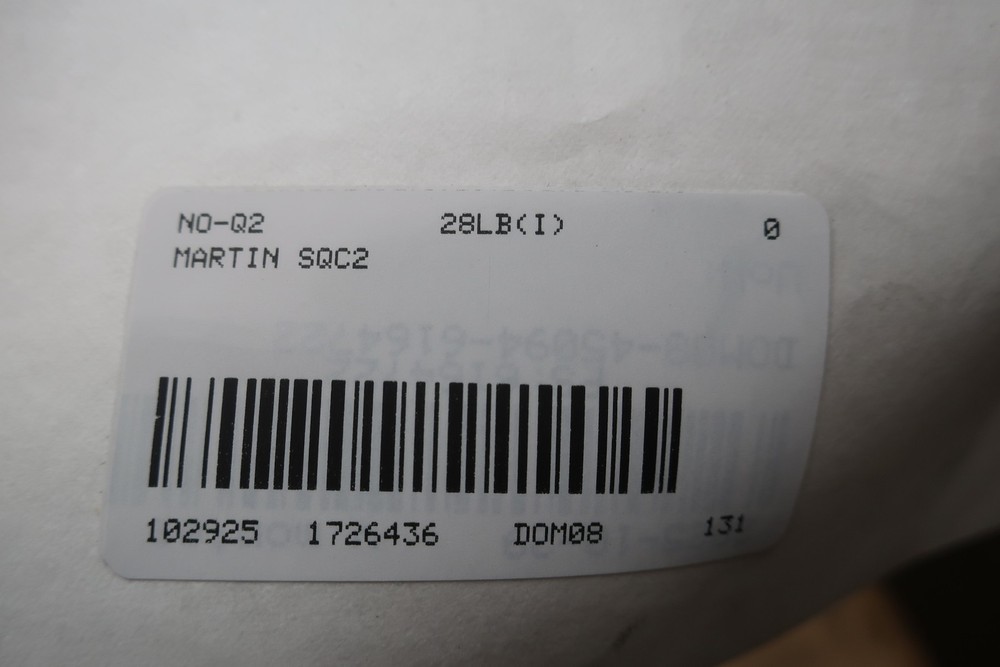 NO-Q2 28LB(I) 0
MARTIN SQC2
102925 1726436 DOM08 131